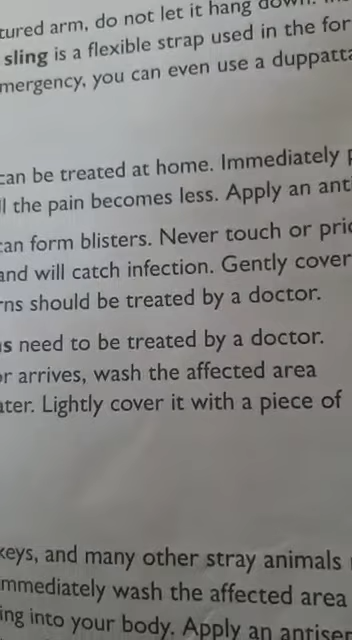 tured arm, do not let it hang down.
sling is a flexible strap used in the for
mergency, you can even use a duppatta
can be treated at home. Immediately
the pain becomes less. Apply an ant
can form blisters. Never touch or pric
and will catch infection. Gently cover
rns should be treated by a doctor.
s need to be treated by a doctor.
or arrives, wash the affected area
ater. Lightly cover it with a piece of
keys, and many other stray animals
mmediately wash the affected area
ing into your body. Apply an antise